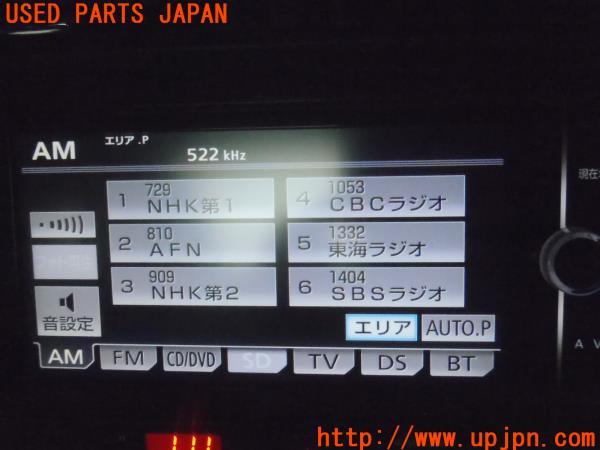 USED PARTS JAPAN
AM
エリア.P
522 kHz
1 729 NHK第1
4 1053 CBCラジオ
2 810 AFN
5 1332 東海ラジオ
3 909 NHK第2
6 1404 SBSラジオ
音設定
エリア
AUTO.P
AM
FM
CD/DVD
SD
TV
DS
BT
現在
A V
http://www.upjpn.com